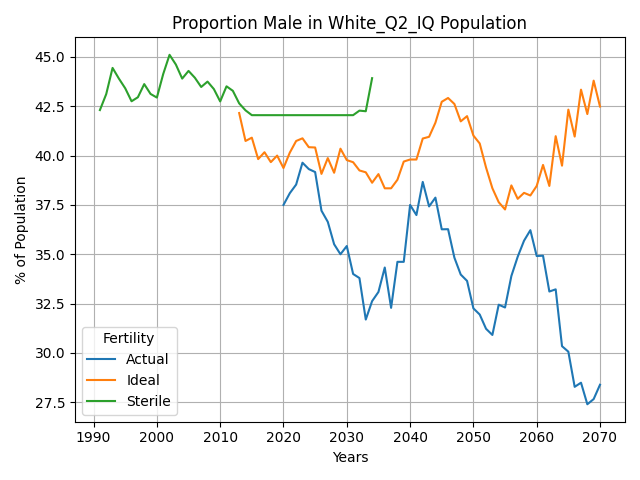 Proportion Male in White_Q2_IQ Population
% of Population
45.0
42.5
40.0
37.5
35.0
32.5
30.0
27.5
Fertility
Actual
Ideal
Sterile
1990 2000 2010 2020 2030 2040 2050 2060 2070
Years